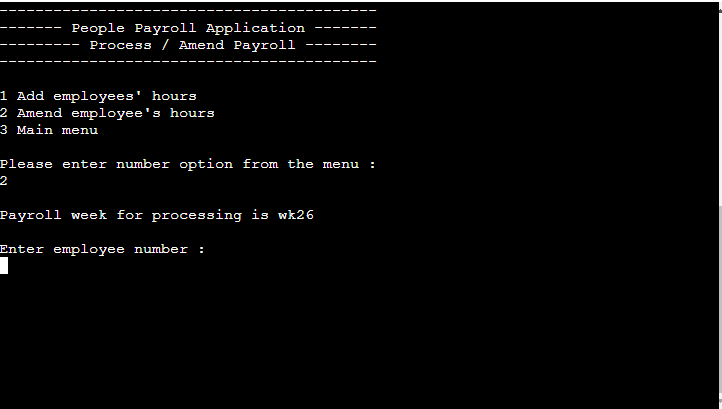 ------------------------------------------
------- People Payroll Application -------
--------- Process / Amend Payroll --------
------------------------------------------
1 Add employees' hours
2 Amend employee's hours
3 Main menu
Please enter number option from the menu :
2
Payroll week for processing is wk26
Enter employee number :